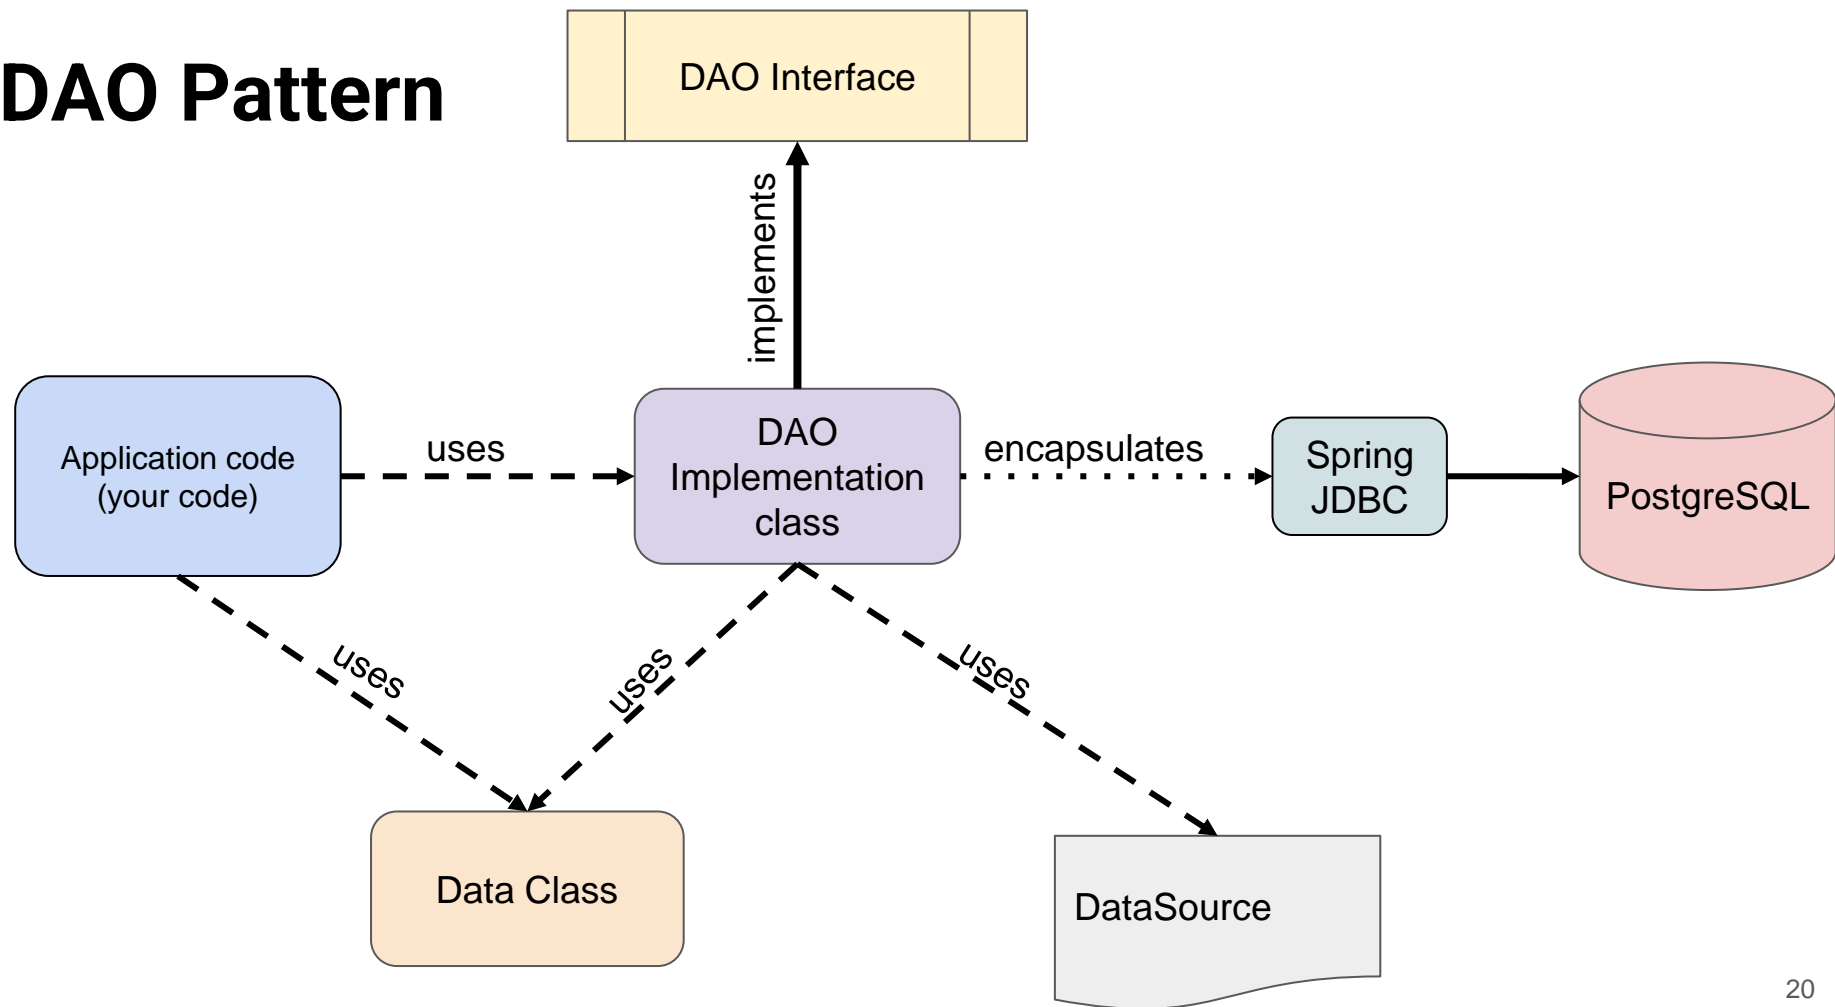 DAO Pattern
DAO Interface
implements
Application code
(your code)
uses
DAO
Implementation
class
encapsulates
Spring
JDBC
PostgreSQL
uses
uses
uses
Data Class
DataSource
20